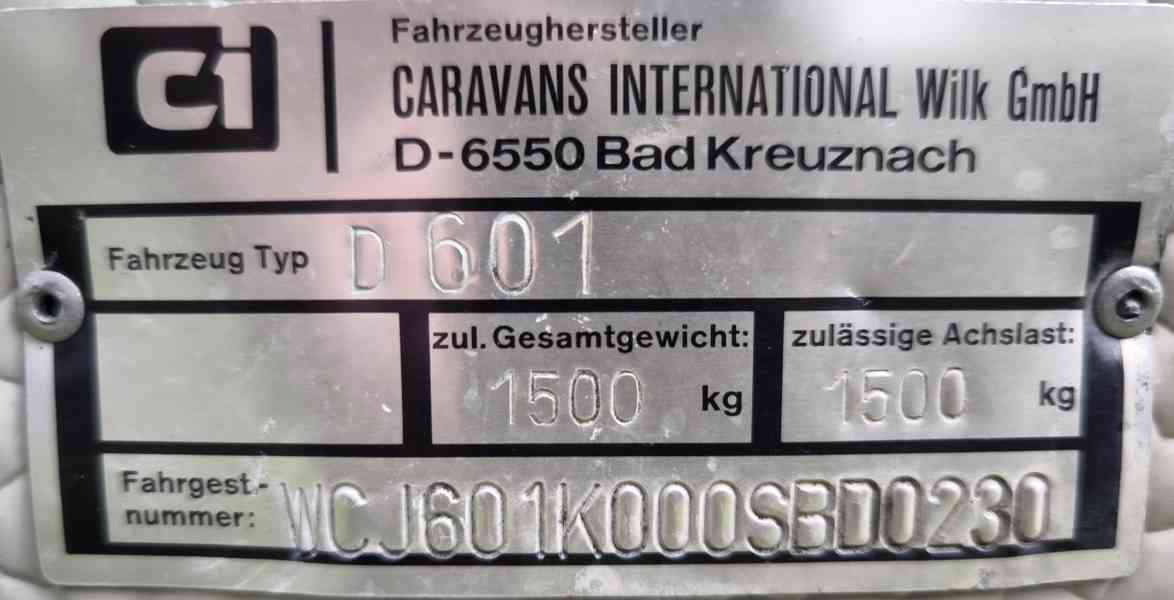 Ci
Fahrzeughersteller
CARAVANS INTERNATIONAL Wilk GmbH
D-6550 Bad Kreuznach
Fahrzeug Typ D 601
zul. Gesamtgewicht: zulässige Achslast:
1500 kg 1500 kg
Fahrgest.-
nummer: WCJ601K000SBD0230